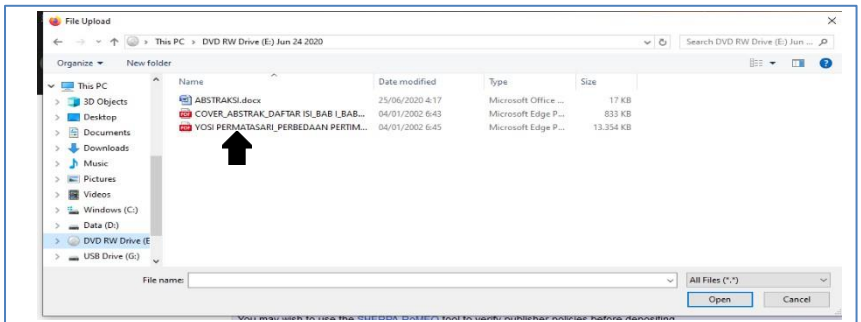 File Upload
This PC > DVD RW Drive (E:) Jun 24 2020
Search DVD RW Drive (E:) Jun ...
Organize
New folder
Name Date modified Type Size
This PC
3D Objects
Desktop
Documents
Downloads
Music
Pictures
Videos
Windows (C:)
Data (D:)
DVD RW Drive (E
USB Drive (G:)
ABSTRAKSI.docx 25/06/2020 4:17 Microsoft Office ... 17 KB
COVER_ABSTRAK_DAFTAR ISI_BAB I_BAB... 04/01/2002 6:43 Microsoft Edge P... 833 KB
YOSI PERMATASARI_PERBEDAAN PERTIM... 04/01/2002 6:45 Microsoft Edge P... 13.354 KB
File name:
All Files (*.*)
Open
Cancel
You may wish to use the SHERPA RoMEO tool to verify publisher policies before depositing